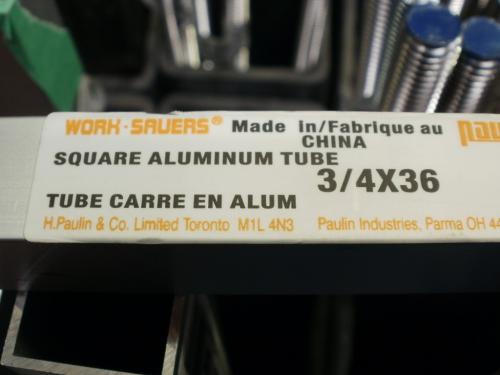 WORK·SAVERS® Made in/Fabrique au
CHINA
SQUARE ALUMINUM TUBE
3/4X36
TUBE CARRE EN ALUM
H.Paulin & Co. Limited Toronto M1L 4N3 Paulin Industries, Parma OH